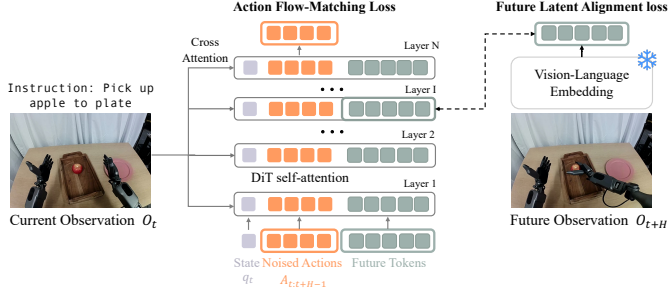 Action Flow-Matching Loss
Future Latent Alignment loss
Cross
Attention
Layer N
Instruction: Pick up
apple to plate
Layer I
Vision-Language
Embedding
Layer 2
DiT self-attention
Layer 1
Current Observation O_t
Future Observation O_{t+H}
State
q_t
Noised Actions
A_{t:t+H-1}
Future Tokens